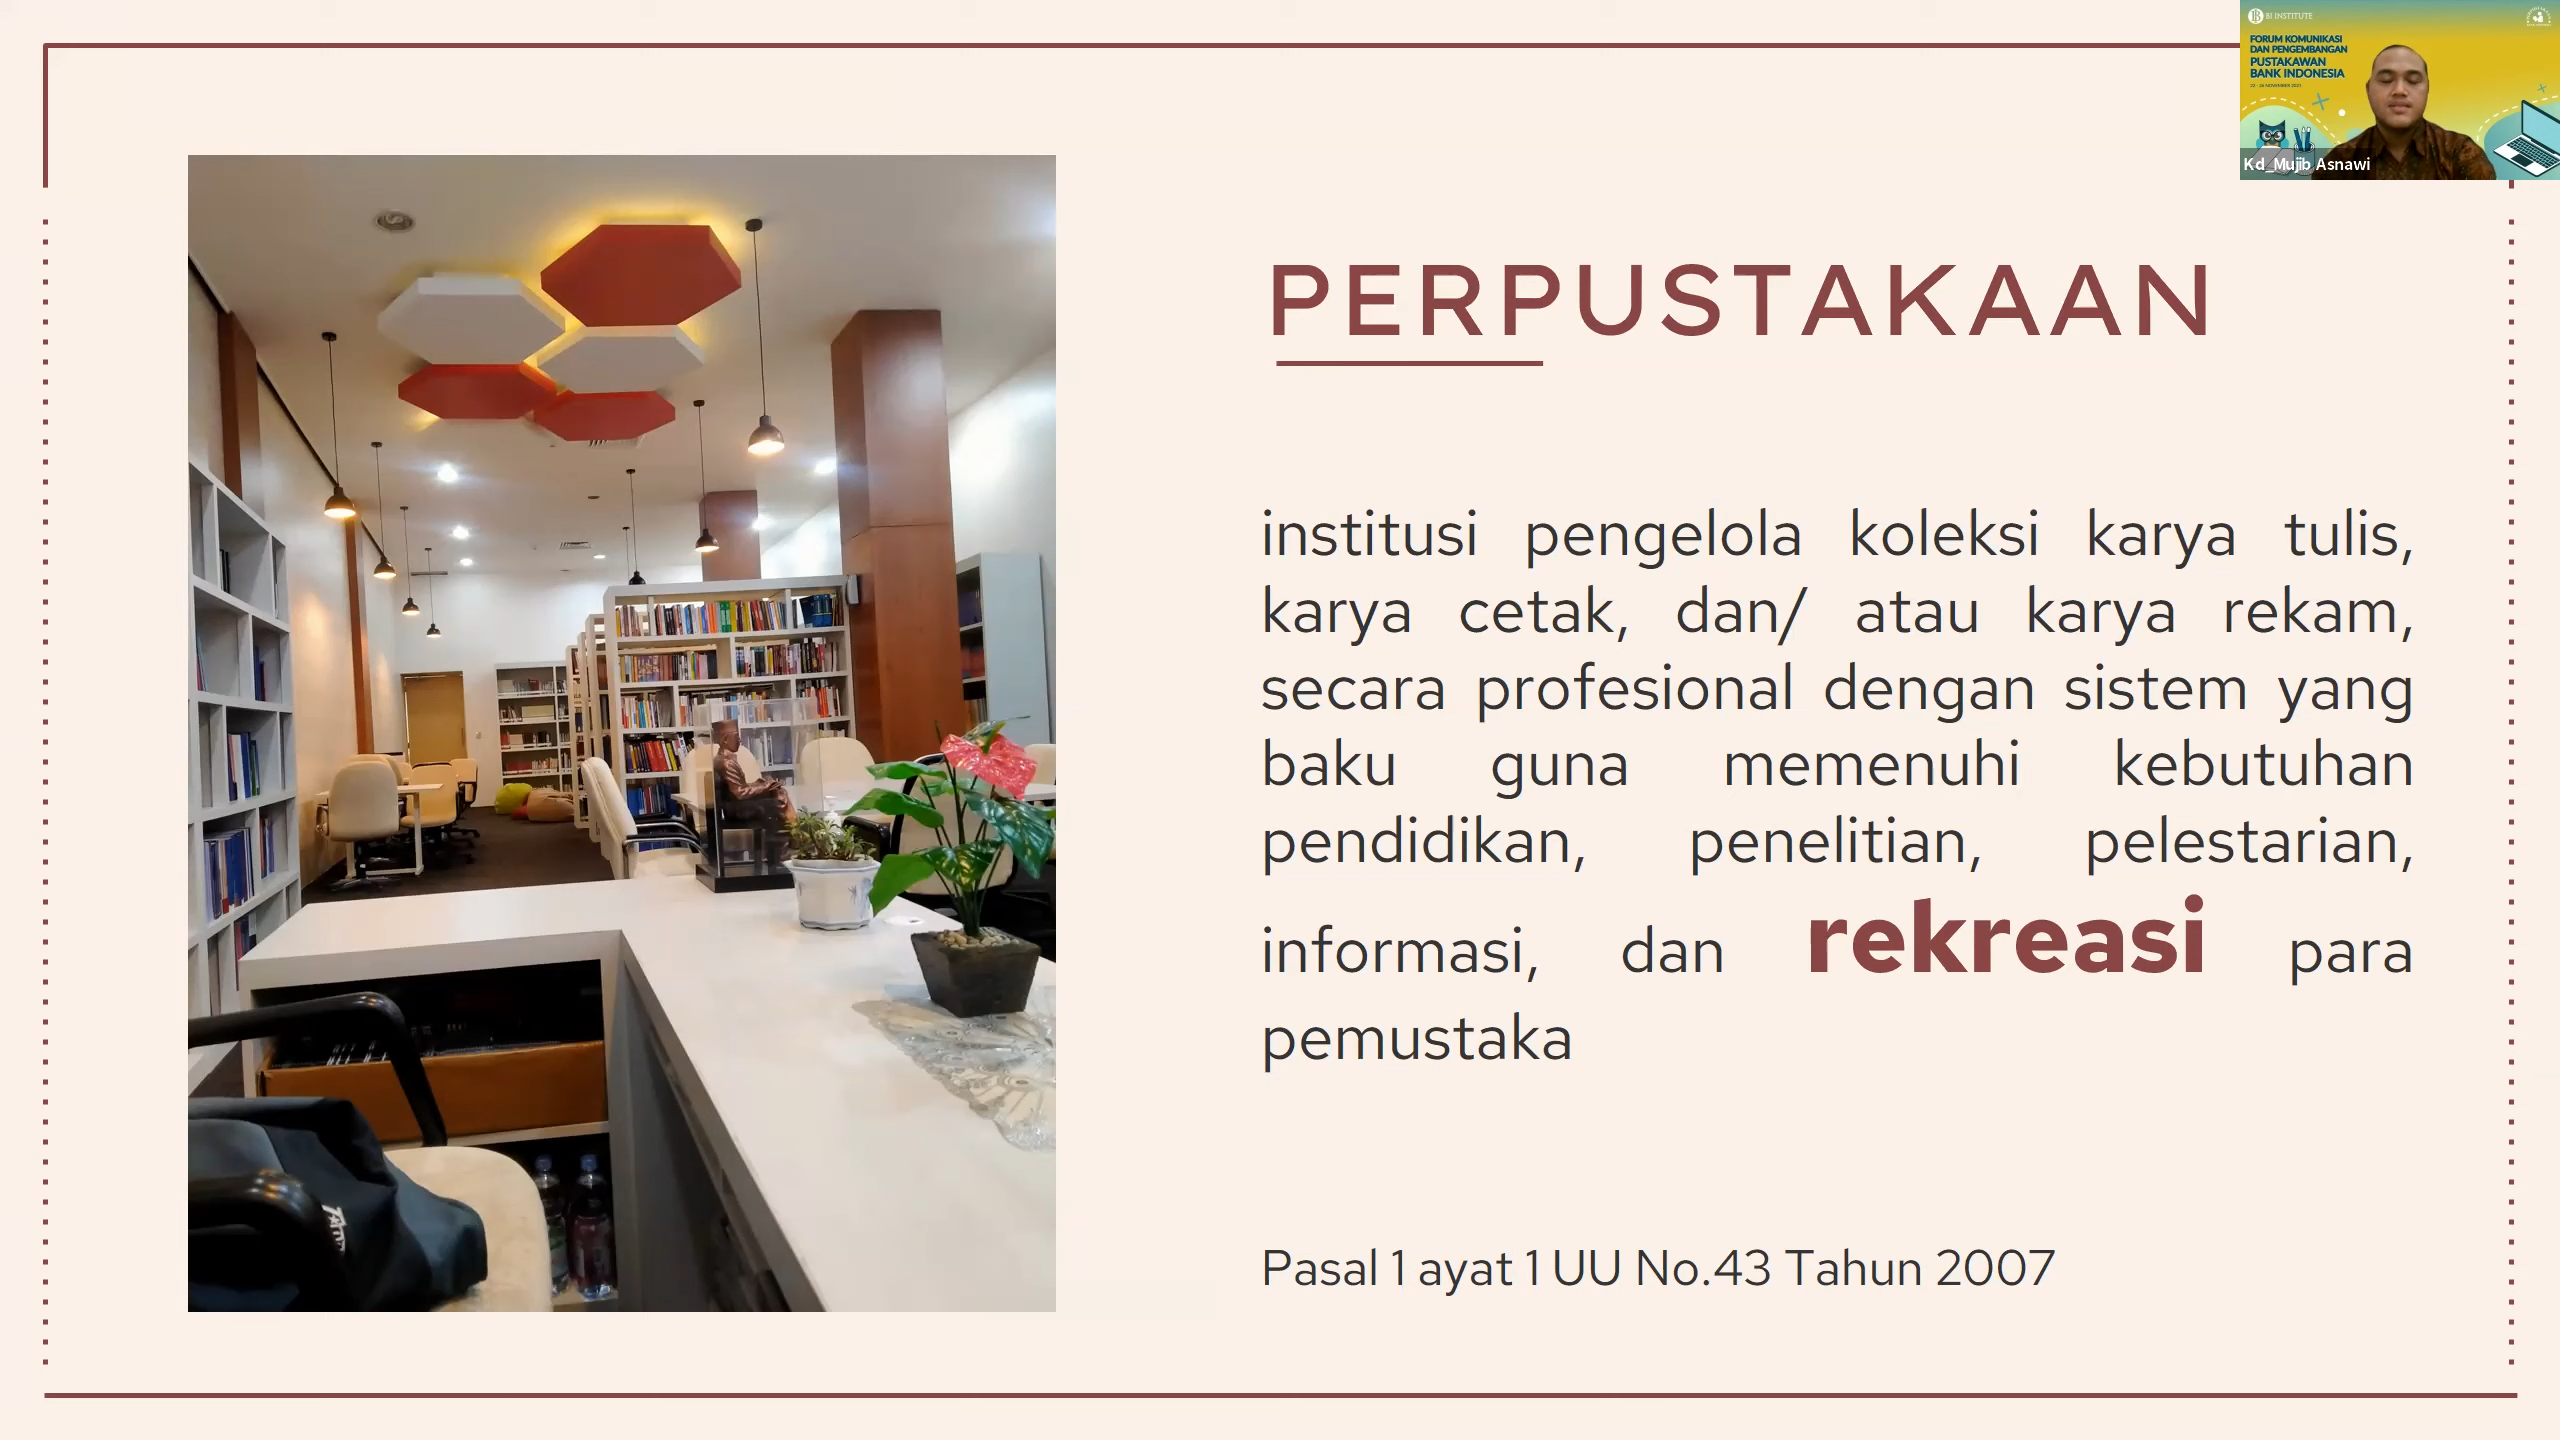 BI INSTITUTE
FORUM KOMUNIKASI
DAN PENGEMBANGAN
PUSTAKAWAN
BANK INDONESIA
Kd_Mujib Asnawi
PERPUSTAKAAN
institusi pengelola koleksi karya tulis,
karya cetak, dan/ atau karya rekam,
secara profesional dengan sistem yang
baku guna memenuhi kebutuhan
pendidikan, penelitian, pelestarian,
informasi, dan rekreasi para
pemustaka
Pasal 1 ayat 1 UU No.43 Tahun 2007